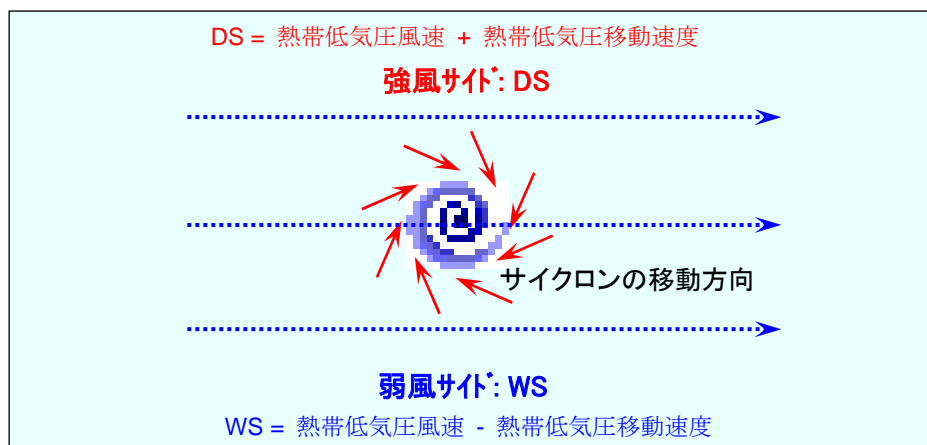 DS = 熱帯低気圧風速 + 熱帯低気圧移動速度
強風サイド: DS
サイクロンの移動方向
弱風サイド: WS
WS = 熱帯低気圧風速 - 熱帯低気圧移動速度